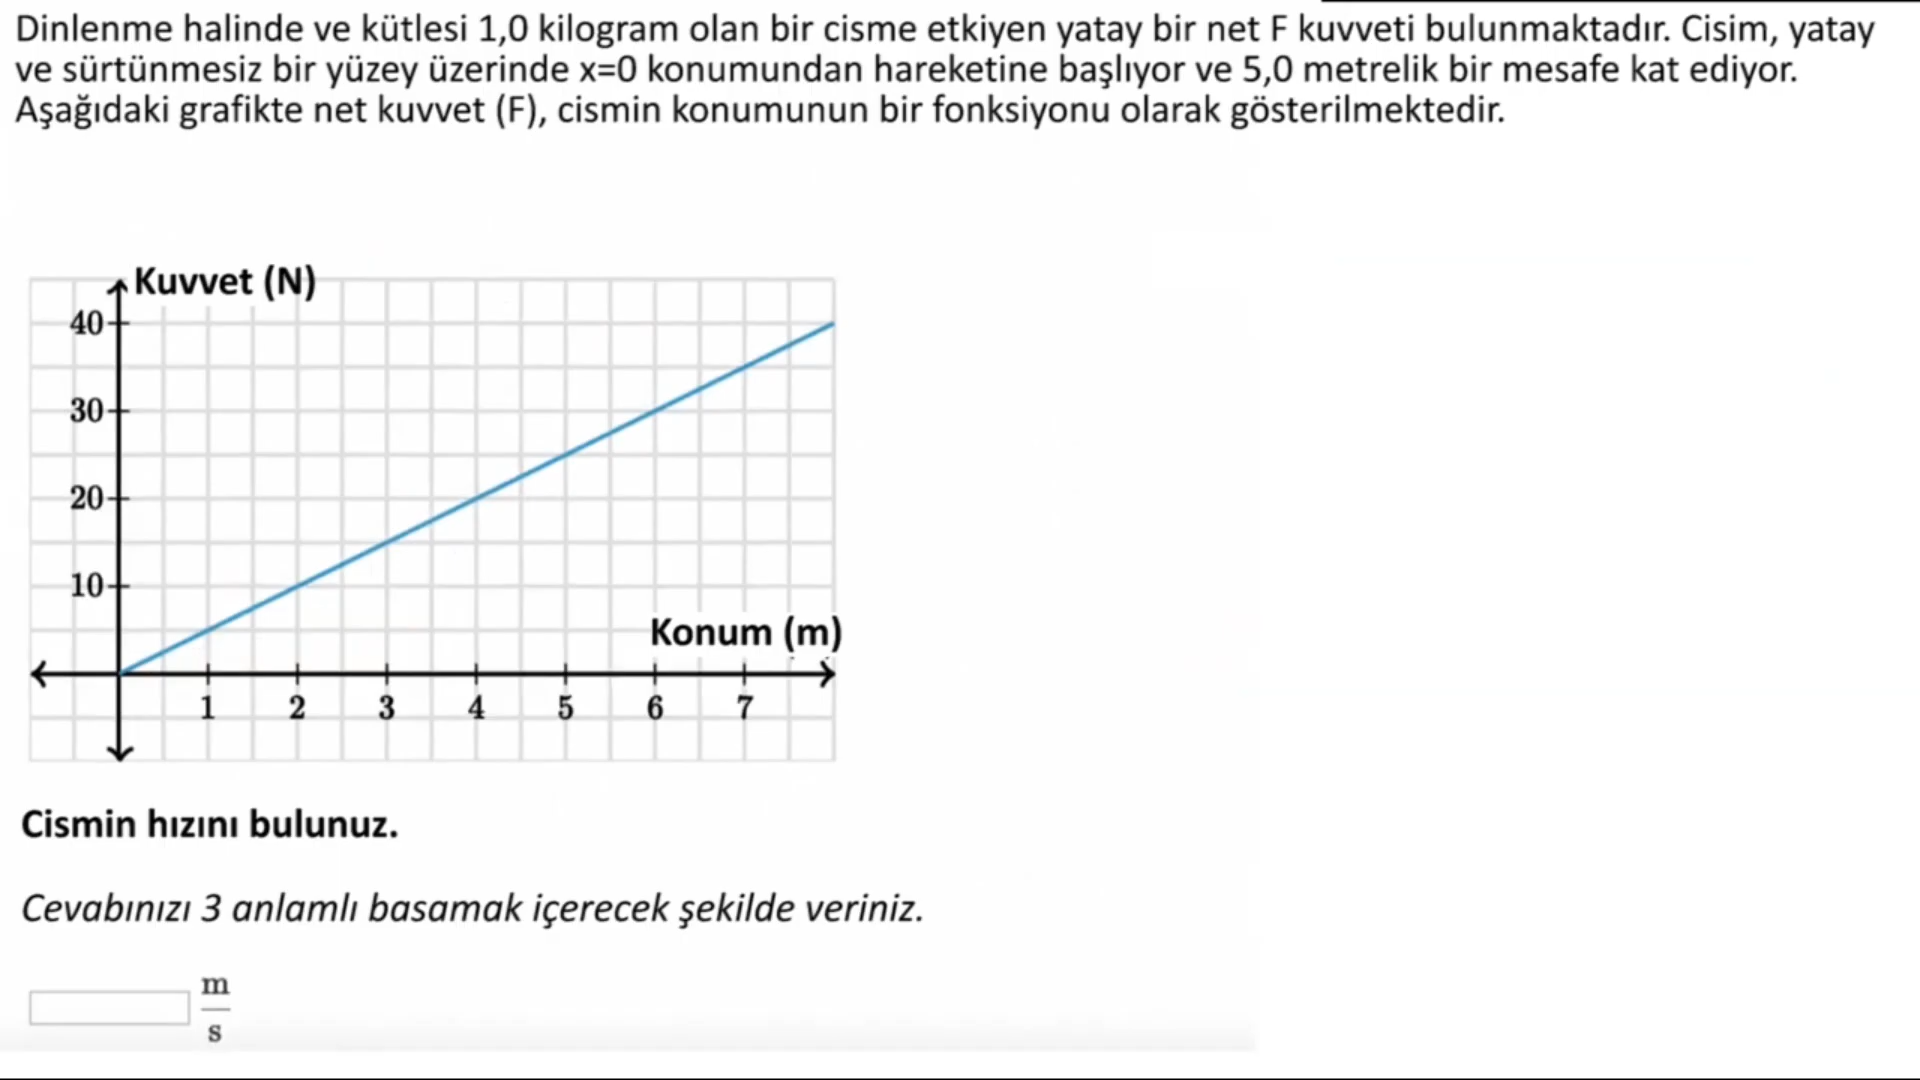 Dinlenme halinde ve kütlesi 1,0 kilogram olan bir cisme etkiyen yatay bir net F kuvveti bulunmaktadır. Cisim, yatay
ve sürtünmesiz bir yüzey üzerinde x=0 konumundan hareketine başlıyor ve 5,0 metrelik bir mesafe kat ediyor.
Aşağıdaki grafikte net kuvvet (F), cismin konumunun bir fonksiyonu olarak gösterilmektedir.
Kuvvet (N)
40
30
20
10
Konum (m)
1 2 3 4 5 6 7
Cismin hızını bulunuz.
Cevabınızı 3 anlamlı basamak içerecek şekilde veriniz.
m
s